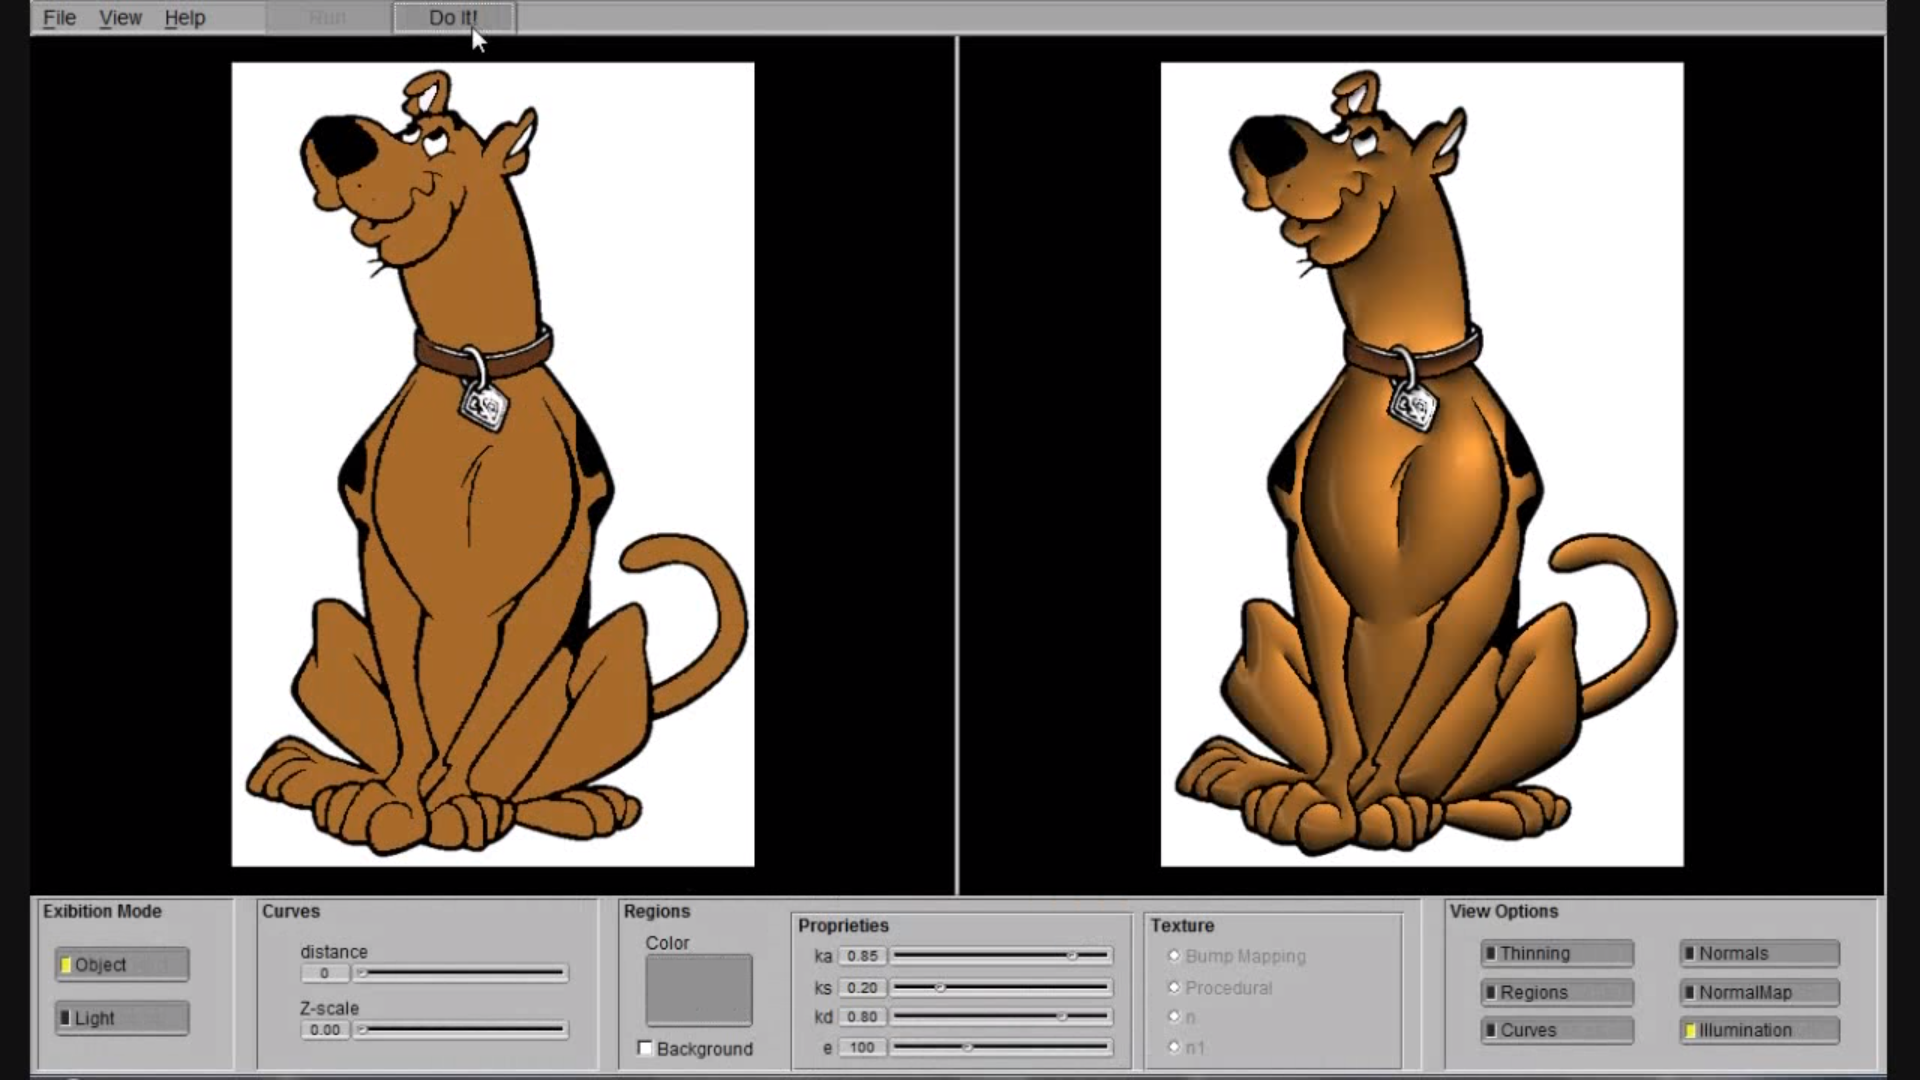 File View Help Run Do It!
Exibition Mode
Object
Light
Curves
distance
0
Z-scale
0.00
Regions
Color
Background
Proprieties
ka 0.85
ks 0.20
kd 0.80
e 100
Texture
Bump Mapping
Procedural
n
n1
View Options
Thinning Normals
Regions NormalMap
Curves Illumination